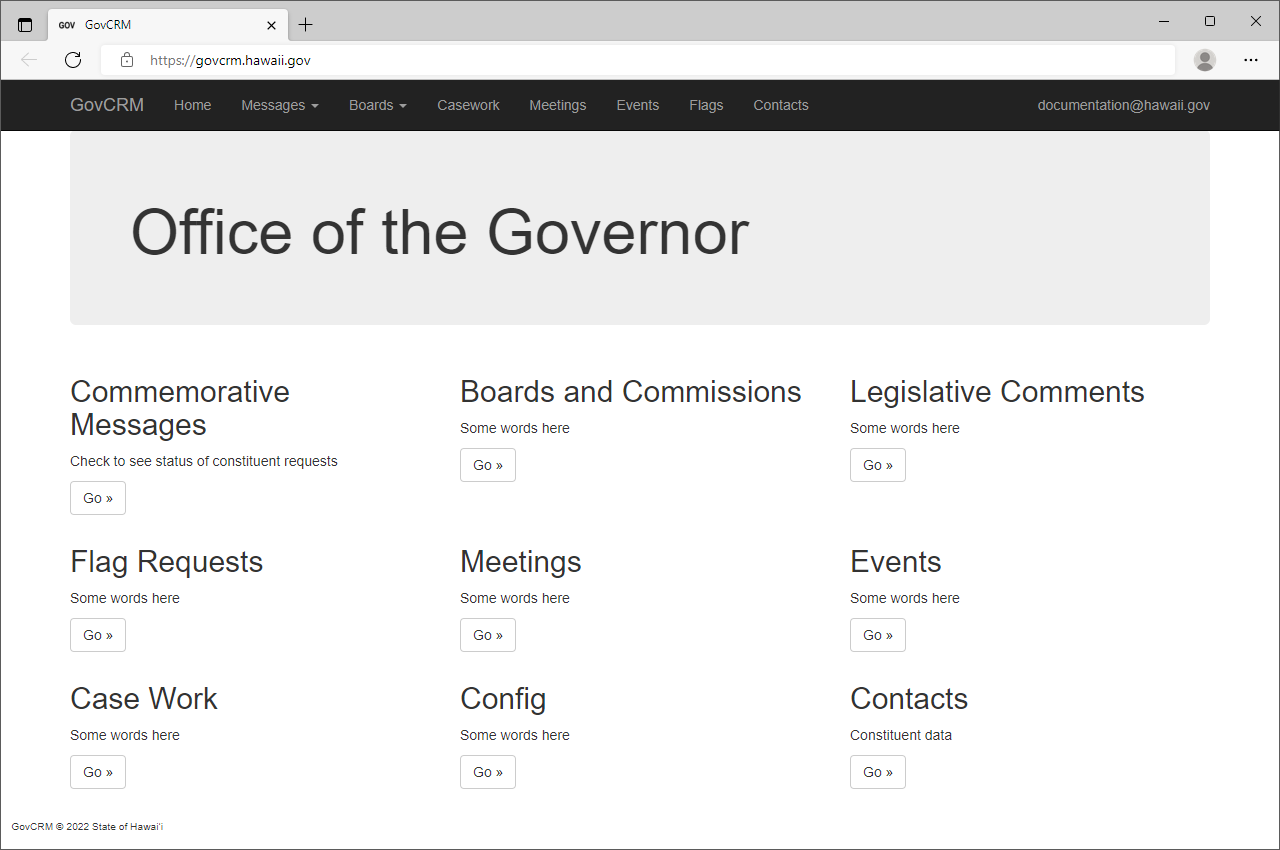 GOV GovCRM
https://govcrm.hawaii.gov
GovCRM Home Messages Boards Casework Meetings Events Flags Contacts documentation@hawaii.gov
Office of the Governor
Commemorative Messages
Check to see status of constituent requests
Go »
Boards and Commissions
Some words here
Go »
Legislative Comments
Some words here
Go »
Flag Requests
Some words here
Go »
Meetings
Some words here
Go »
Events
Some words here
Go »
Case Work
Some words here
Go »
Config
Some words here
Go »
Contacts
Constituent data
Go »
GovCRM © 2022 State of Hawai'i